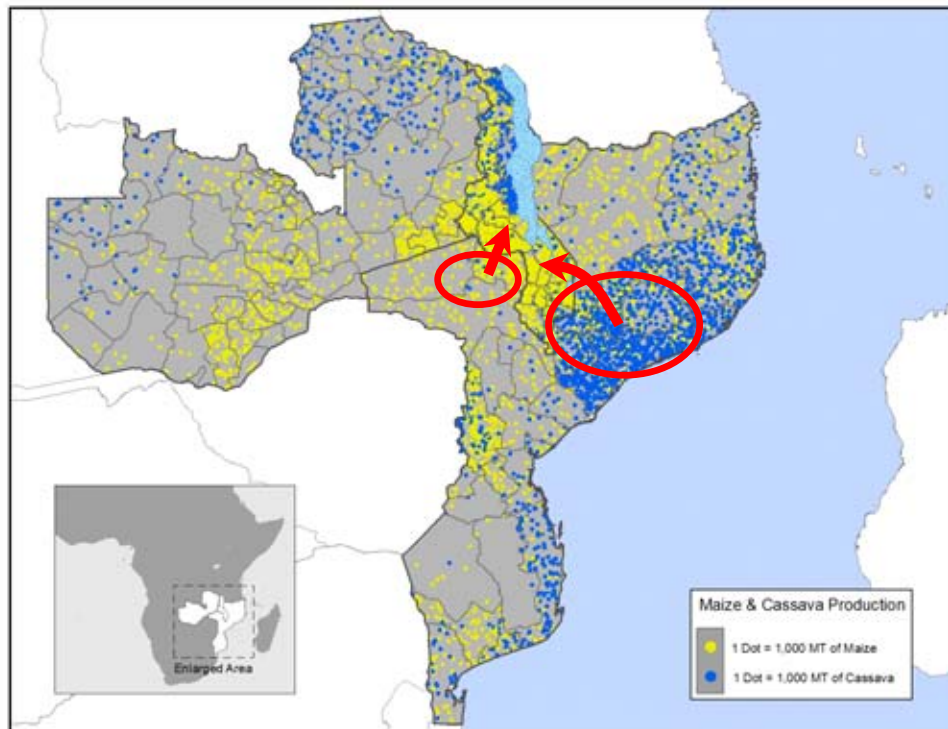 Enlarged Area
Maize & Cassava Production
1 Dot = 1,000 MT of Maize
1 Dot = 1,000 MT of Cassava